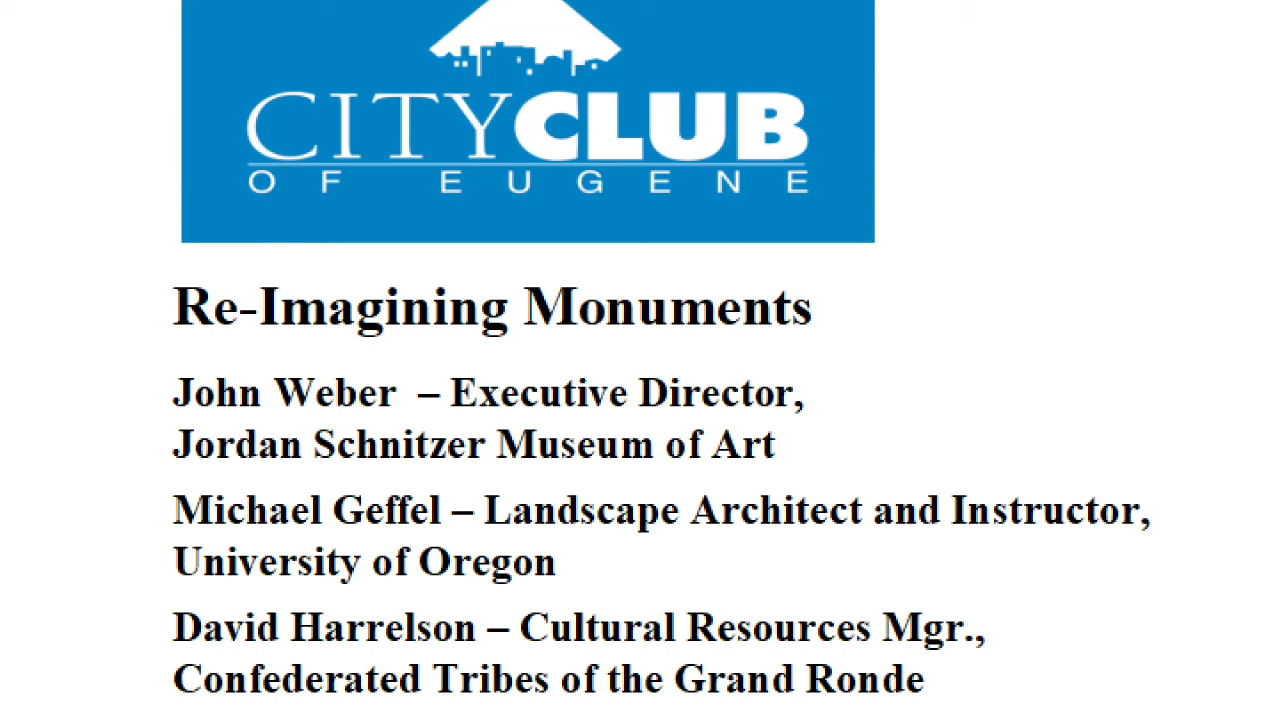 CITYCLUB
OF EUGENE
Re-Imagining Monuments
John Weber – Executive Director,
Jordan Schnitzer Museum of Art
Michael Geffel – Landscape Architect and Instructor,
University of Oregon
David Harrelson – Cultural Resources Mgr.,
Confederated Tribes of the Grand Ronde